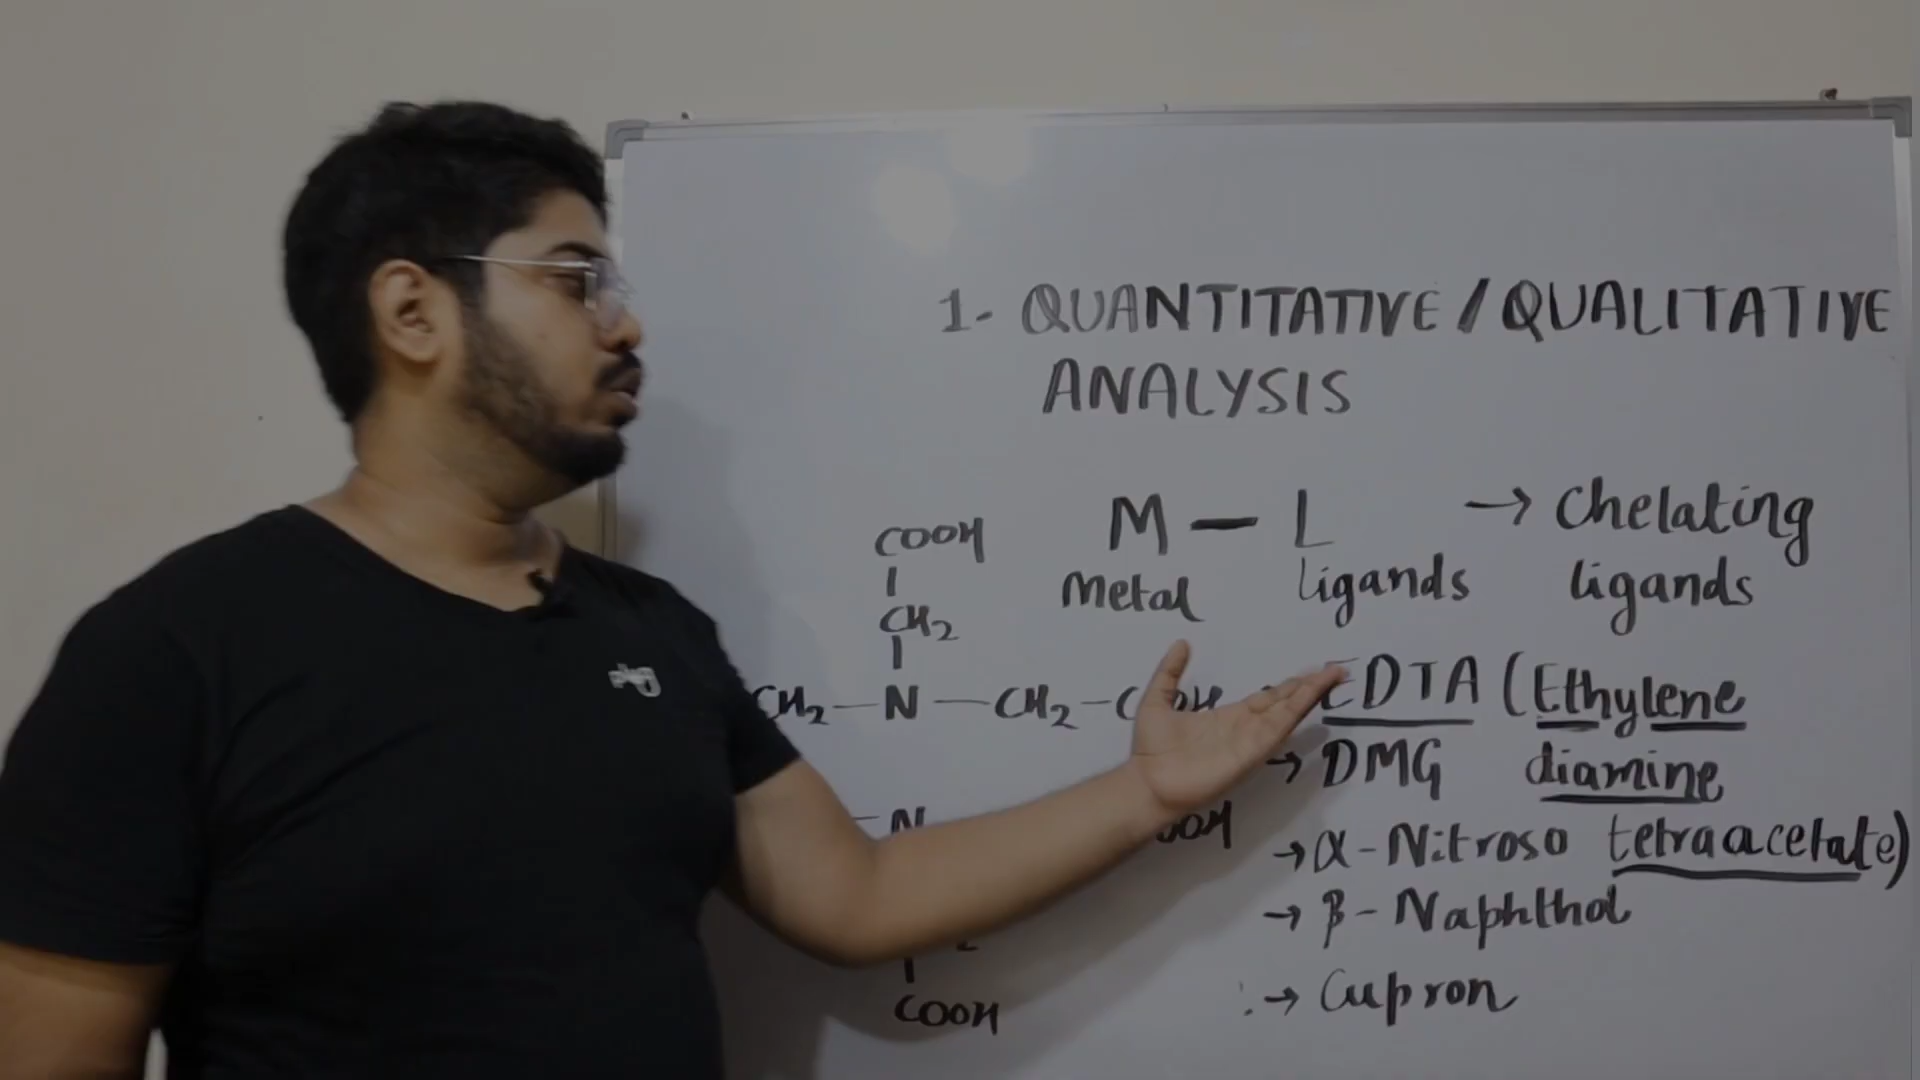 1. QUANTITATIVE / QUALITATIVE
ANALYSIS
M — L → Chelating
Metal ligands ligands
COOH
CH2
CH2 — N — CH2 - COOH
→ EDTA (Ethylene
→ DMG diamine
N
COOH
→ α - Nitroso tetraacetate)
→ β - Naphthol
→ Cupron
COOH